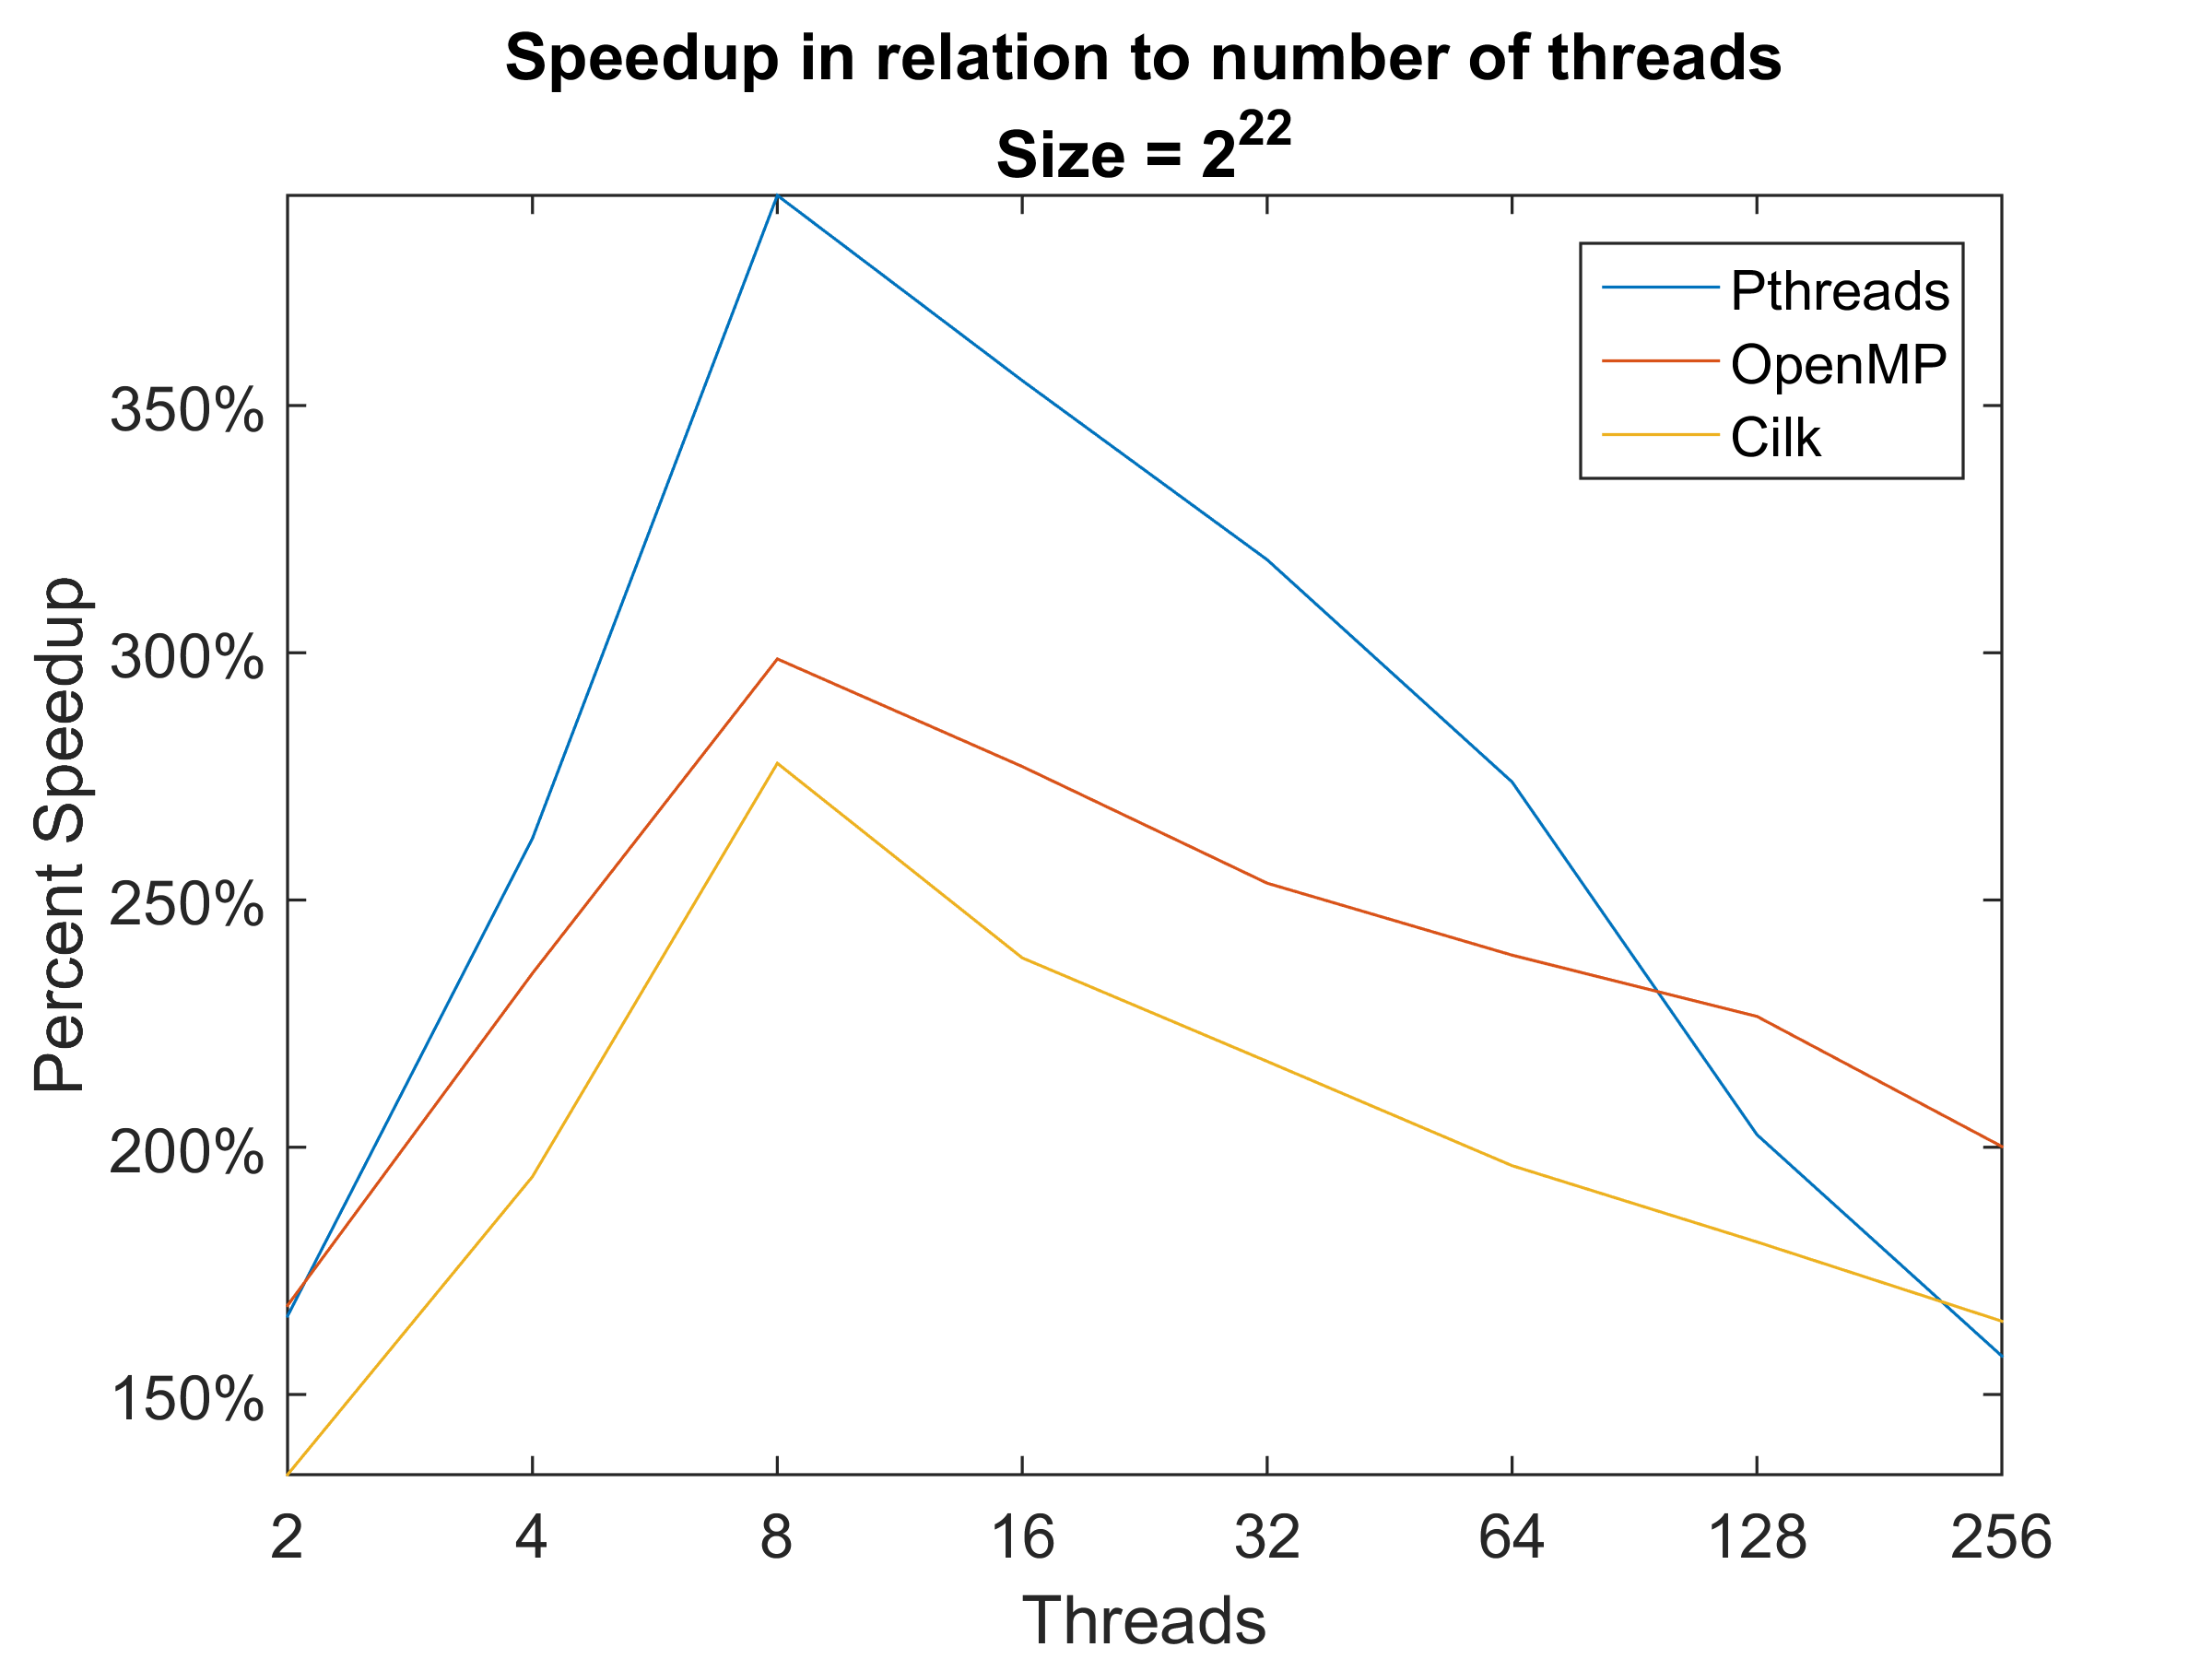 Speedup in relation to number of threads
Size = 2^22
Pthreads
OpenMP
Cilk
350%
300%
250%
200%
150%
Percent Speedup
2 4 8 16 32 64 128 256
Threads